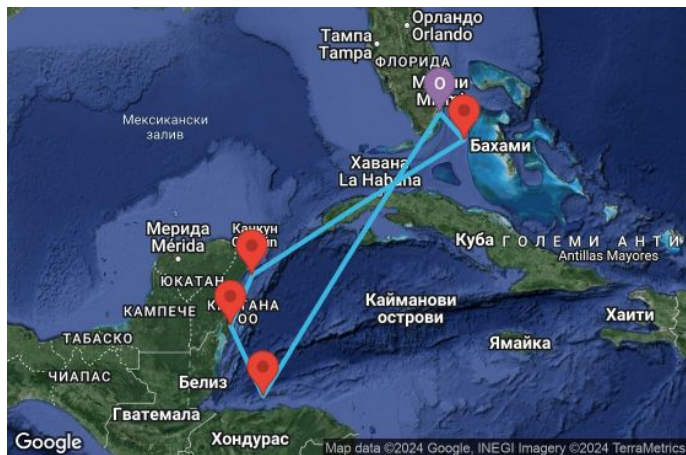 Орландо
Orlando
Тампа
Tampa
ФЛОРИДА
O
Мексикански
залив
Бахами
Хавана
La Habana
Мерида
Mérida
Канкун
Куба
ГОЛЕМИ АНТИ
Antillas Mayores
ЮКАТАН
КАМПЕЧЕ
ОО
Кайманови
острови
Хаити
ТАБАСКО
Ямайка
ЧИАПАС
Белиз
Гватемала
Хондурас
Google
Map data ©2024 Google, INEGI Imagery ©2024 TerraMetrics